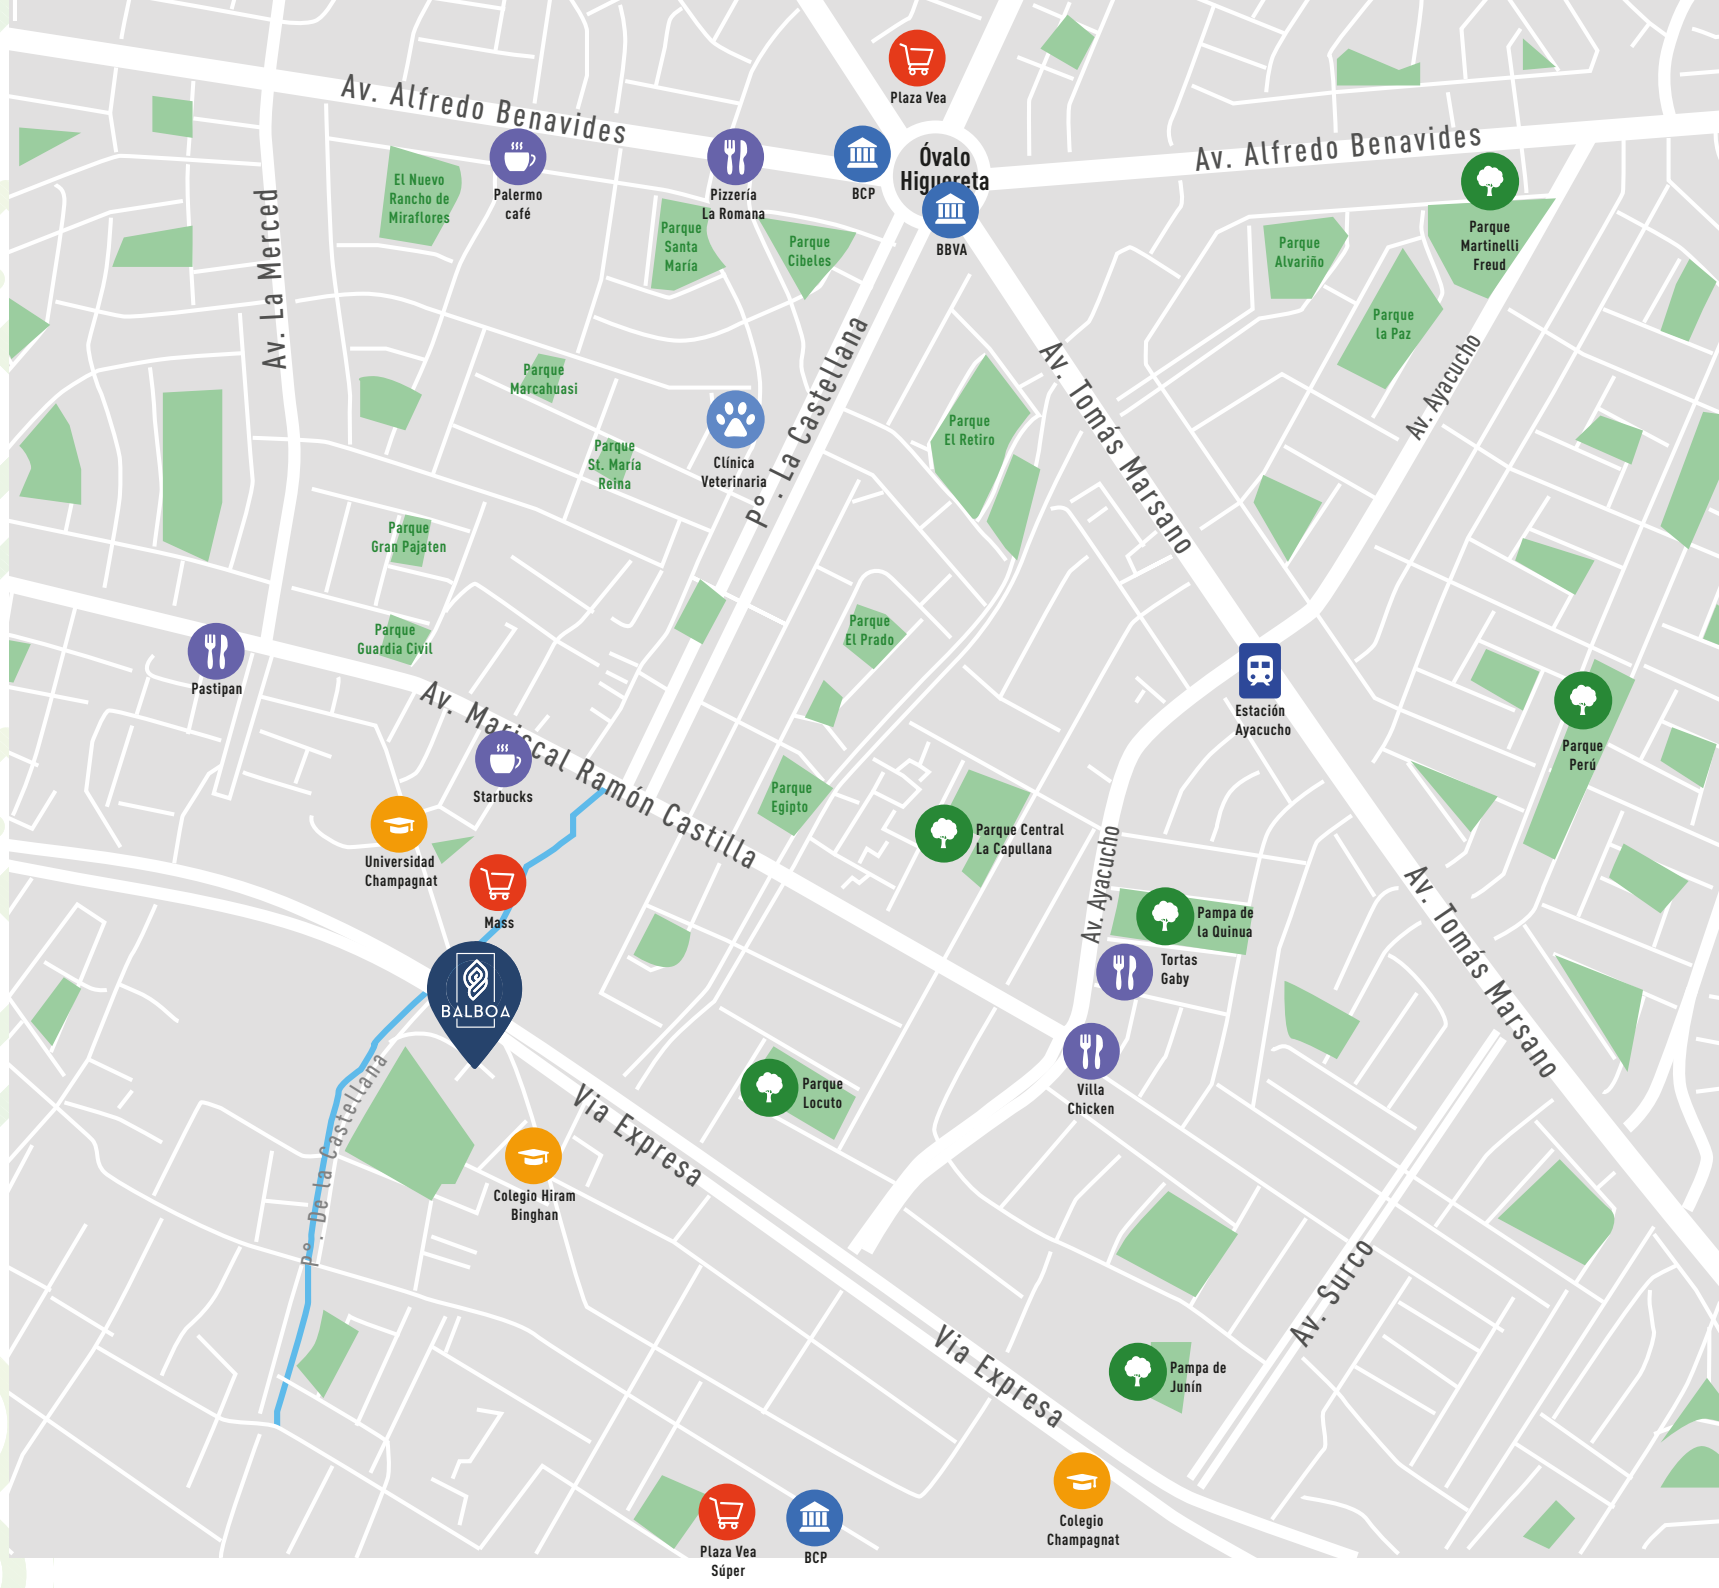 Plaza Vea
Av. Alfredo Benavides
Av. Alfredo Benavides
Óvalo
Higuereta
BCP
BBVA
Palermo
café
Pizzería
La Romana
El Nuevo
Rancho de
Miraflores
Parque
Santa
María
Parque
Cibeles
Parque
Alvariño
Parque
Martinelli
Freud
Parque
la Paz
Av. La Merced
Pº. La Castellana
Av. Tomás Marsano
Av. Ayacucho
Parque
Marcahuasi
Parque
St. María
Reina
Clínica
Veterinaria
Parque
El Retiro
Parque
Gran Pajaten
Parque
Guardia Civil
Parque
El Prado
Pastipan
Av. Mariscal Ramón Castilla
Estación
Ayacucho
Parque
Perú
Starbucks
Parque
Egipto
Parque Central
La Capullana
Universidad
Champagnat
Mass
Av. Ayacucho
Pampa de
la Quinua
Tortas
Gaby
Av. Tomás Marsano
BALBOA
Villa
Chicken
Parque
Locuto
Pº. De la Castellana
Via Expresa
Colegio Hiram
Binghan
Av. Surco
Via Expresa
Pampa de
Junín
Colegio
Champagnat
Plaza Vea
Súper
BCP